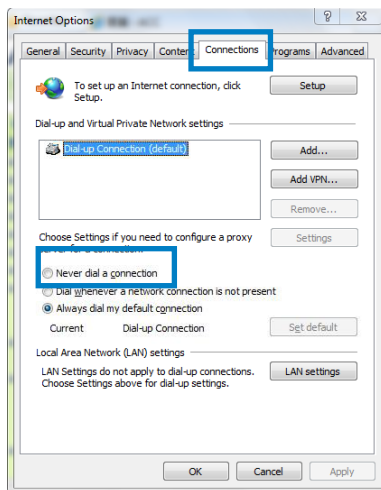 Internet Options
General Security Privacy Content Connections Programs Advanced
To set up an Internet connection, click
Setup.
Setup
Dial-up and Virtual Private Network settings
Dial-up Connection (default)
Add...
Add VPN...
Remove...
Choose Settings if you need to configure a proxy
server for a connection.
Settings
Never dial a connection
Dial whenever a network connection is not present
Always dial my default connection
Current Dial-up Connection
Set default
Local Area Network (LAN) settings
LAN Settings do not apply to dial-up connections.
Choose Settings above for dial-up settings.
LAN settings
OK Cancel Apply